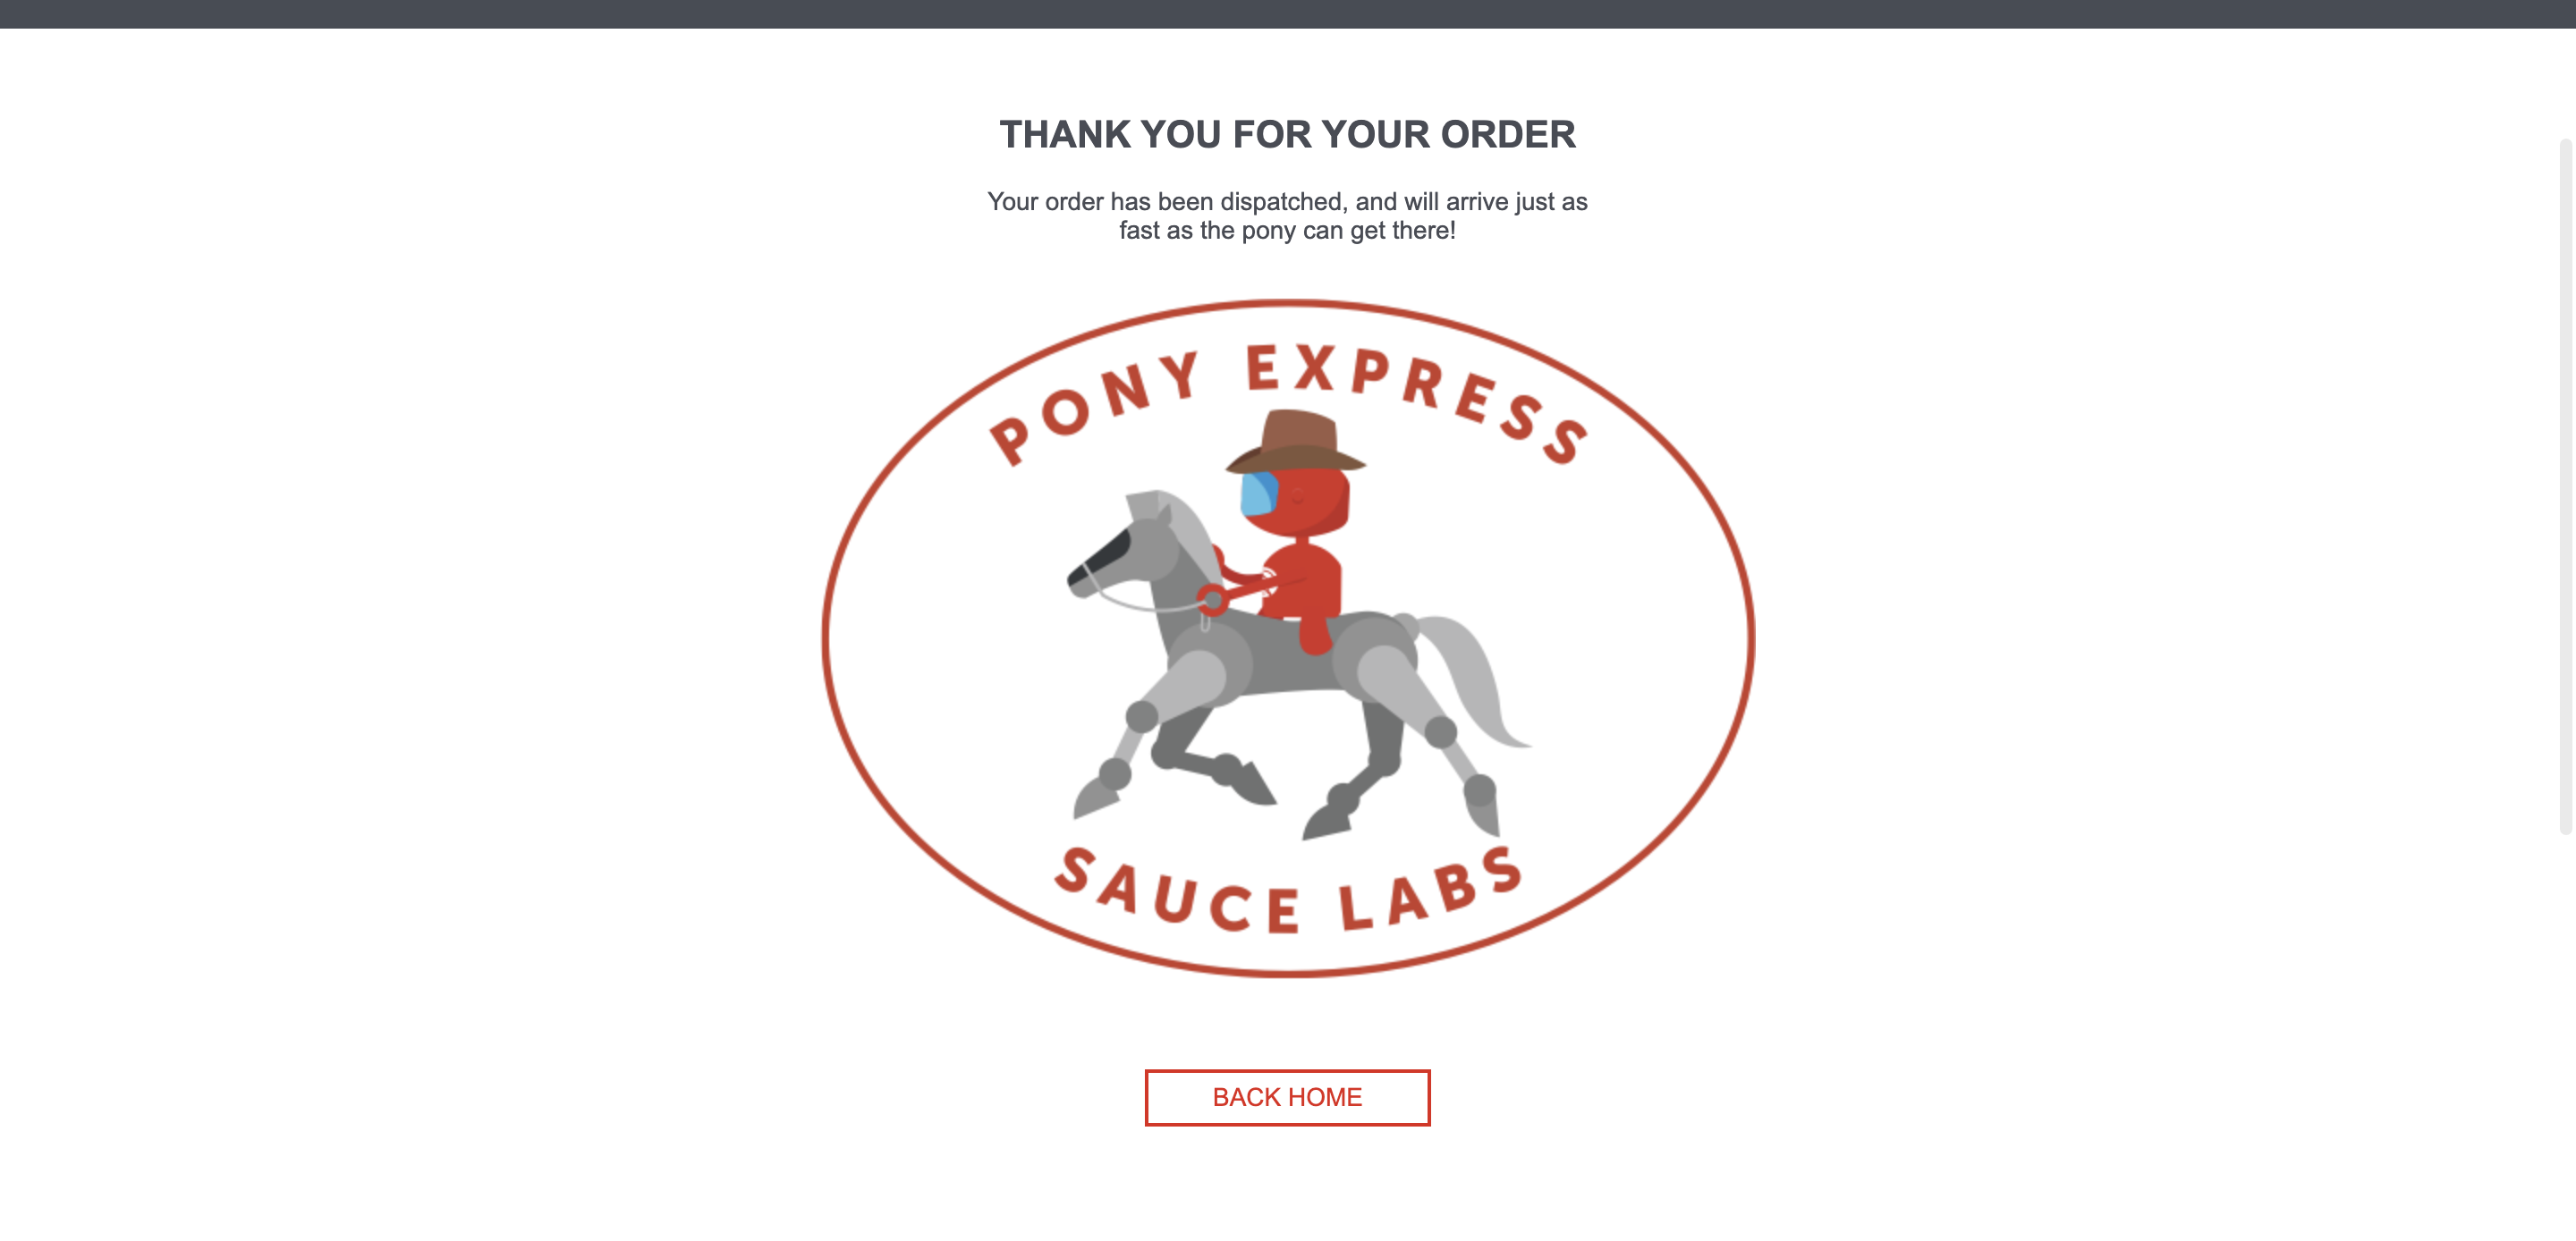 THANK YOU FOR YOUR ORDER
Your order has been dispatched, and will arrive just as
fast as the pony can get there!
PONY EXPRESS
SAUCE LABS
BACK HOME